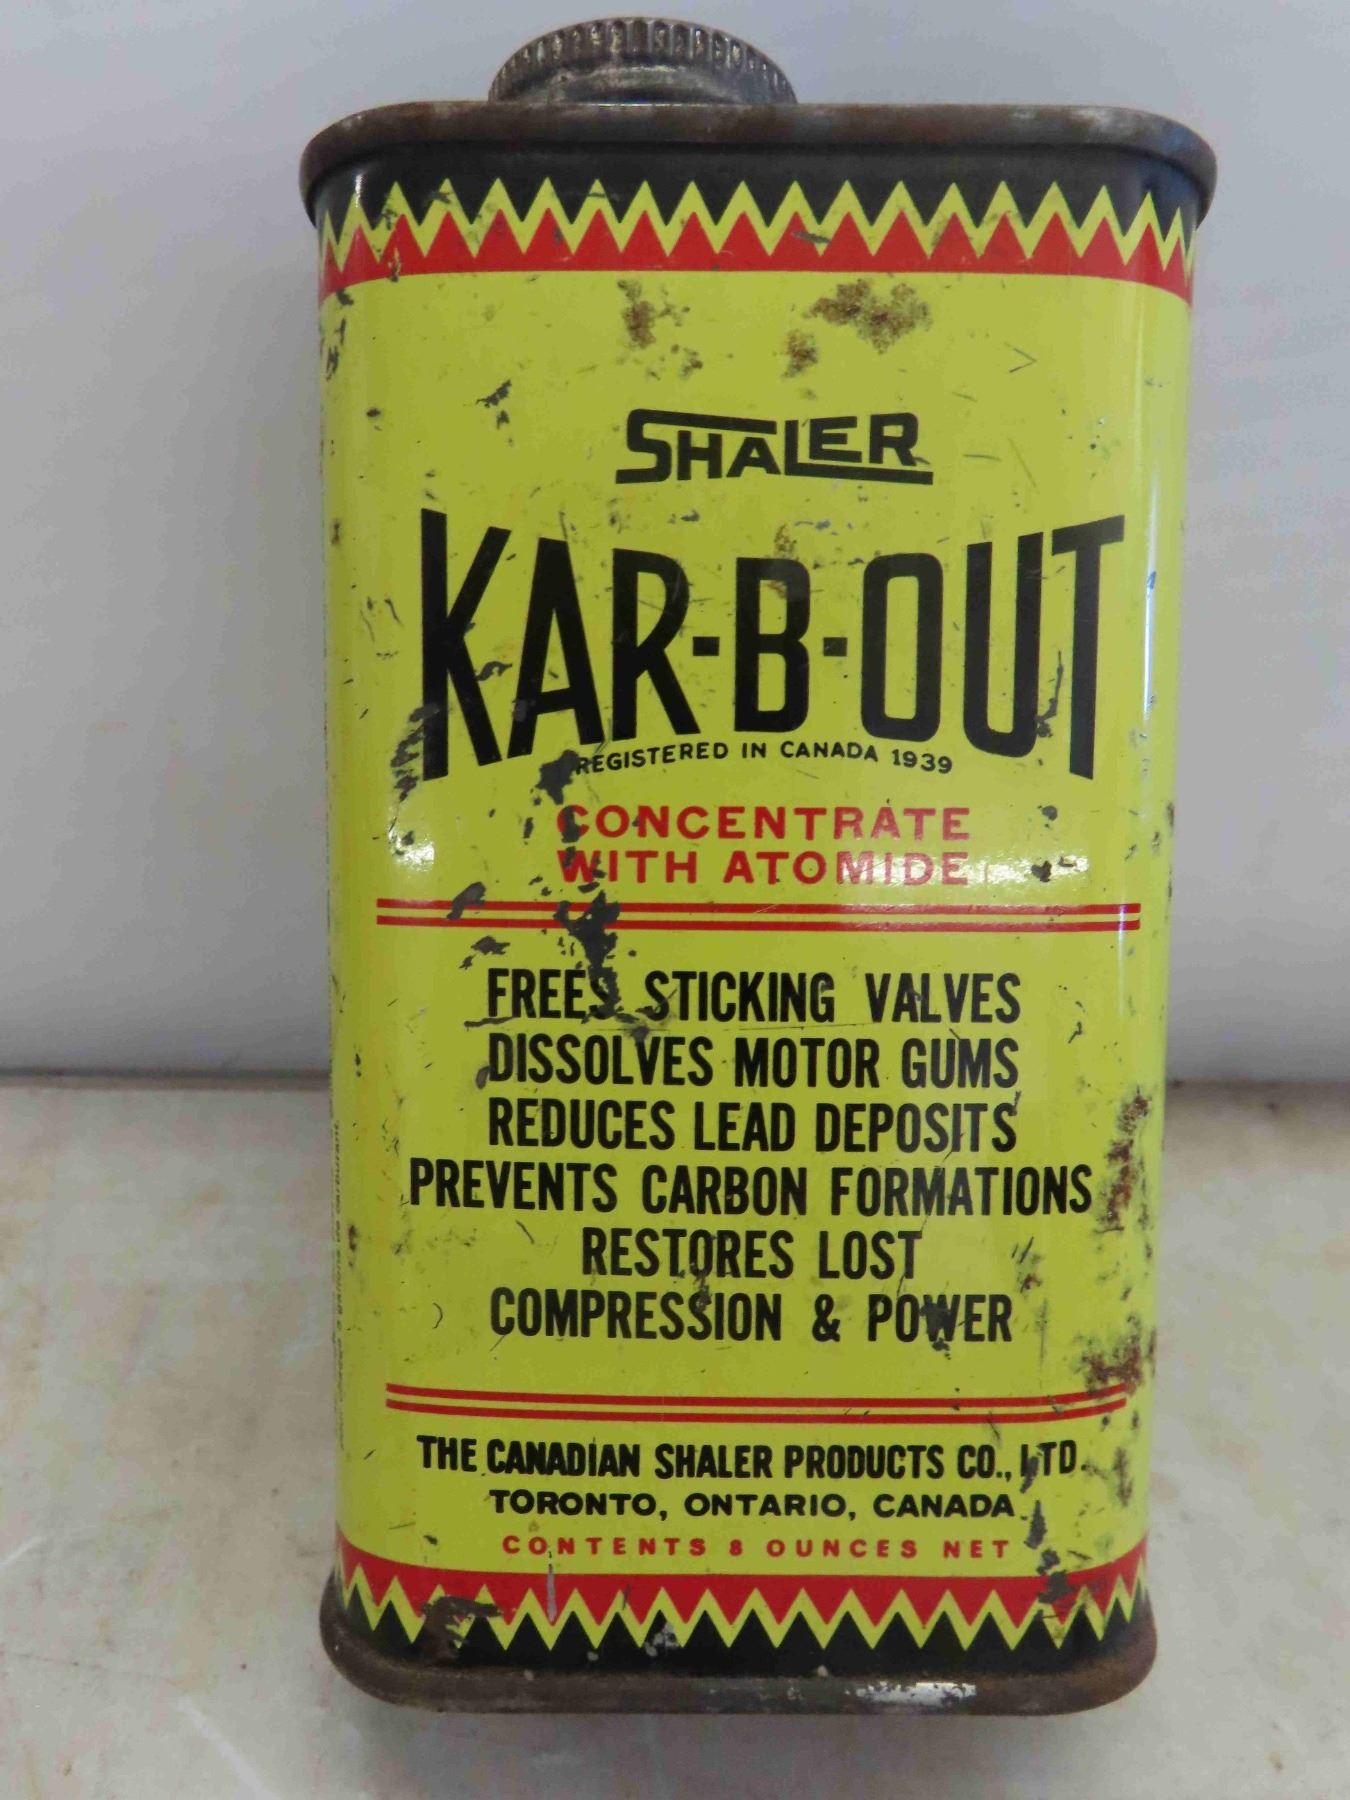 SHALER
KAR-B-OUT
REGISTERED IN CANADA 1939
CONCENTRATE
WITH ATOMIDE
FREES STICKING VALVES
DISSOLVES MOTOR GUMS
REDUCES LEAD DEPOSITS
PREVENTS CARBON FORMATIONS
RESTORES LOST
COMPRESSION & POWER
THE CANADIAN SHALER PRODUCTS CO., LTD.
TORONTO, ONTARIO, CANADA
CONTENTS 8 OUNCES NET